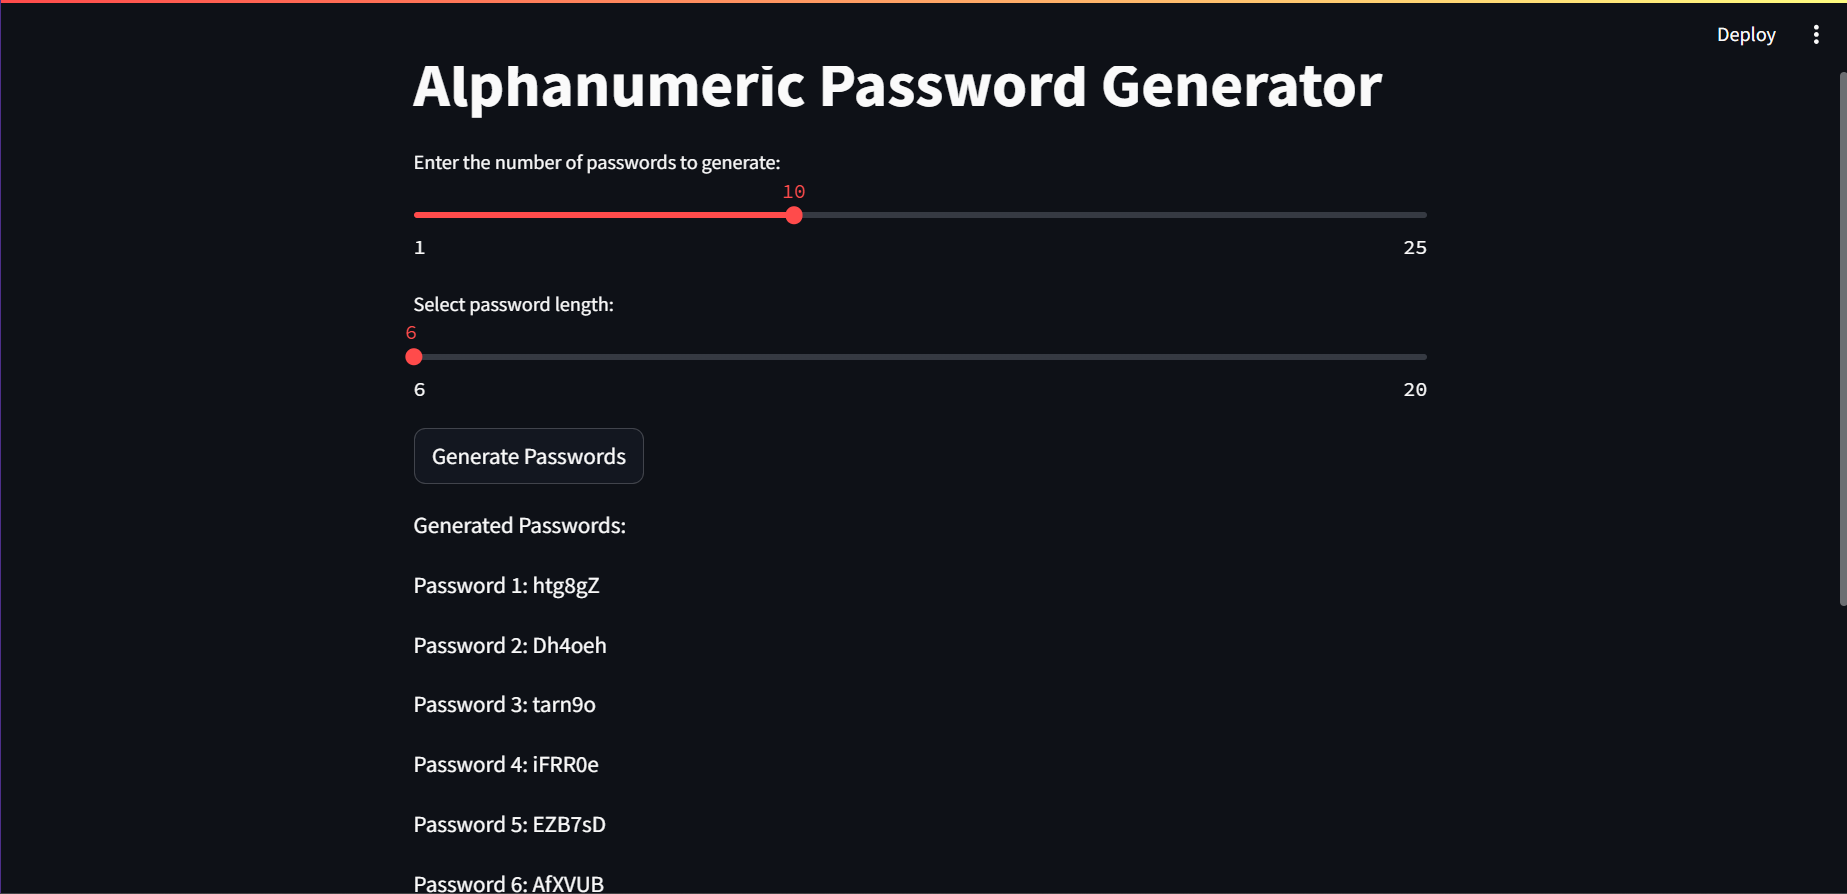 Deploy
Alphanumeric Password Generator
Enter the number of passwords to generate:
10
1 25
Select password length:
6
6 20
Generate Passwords
Generated Passwords:
Password 1: htg8gZ
Password 2: Dh4oeh
Password 3: tarn9o
Password 4: iFRR0e
Password 5: EZB7sD
Password 6: AfXVUB